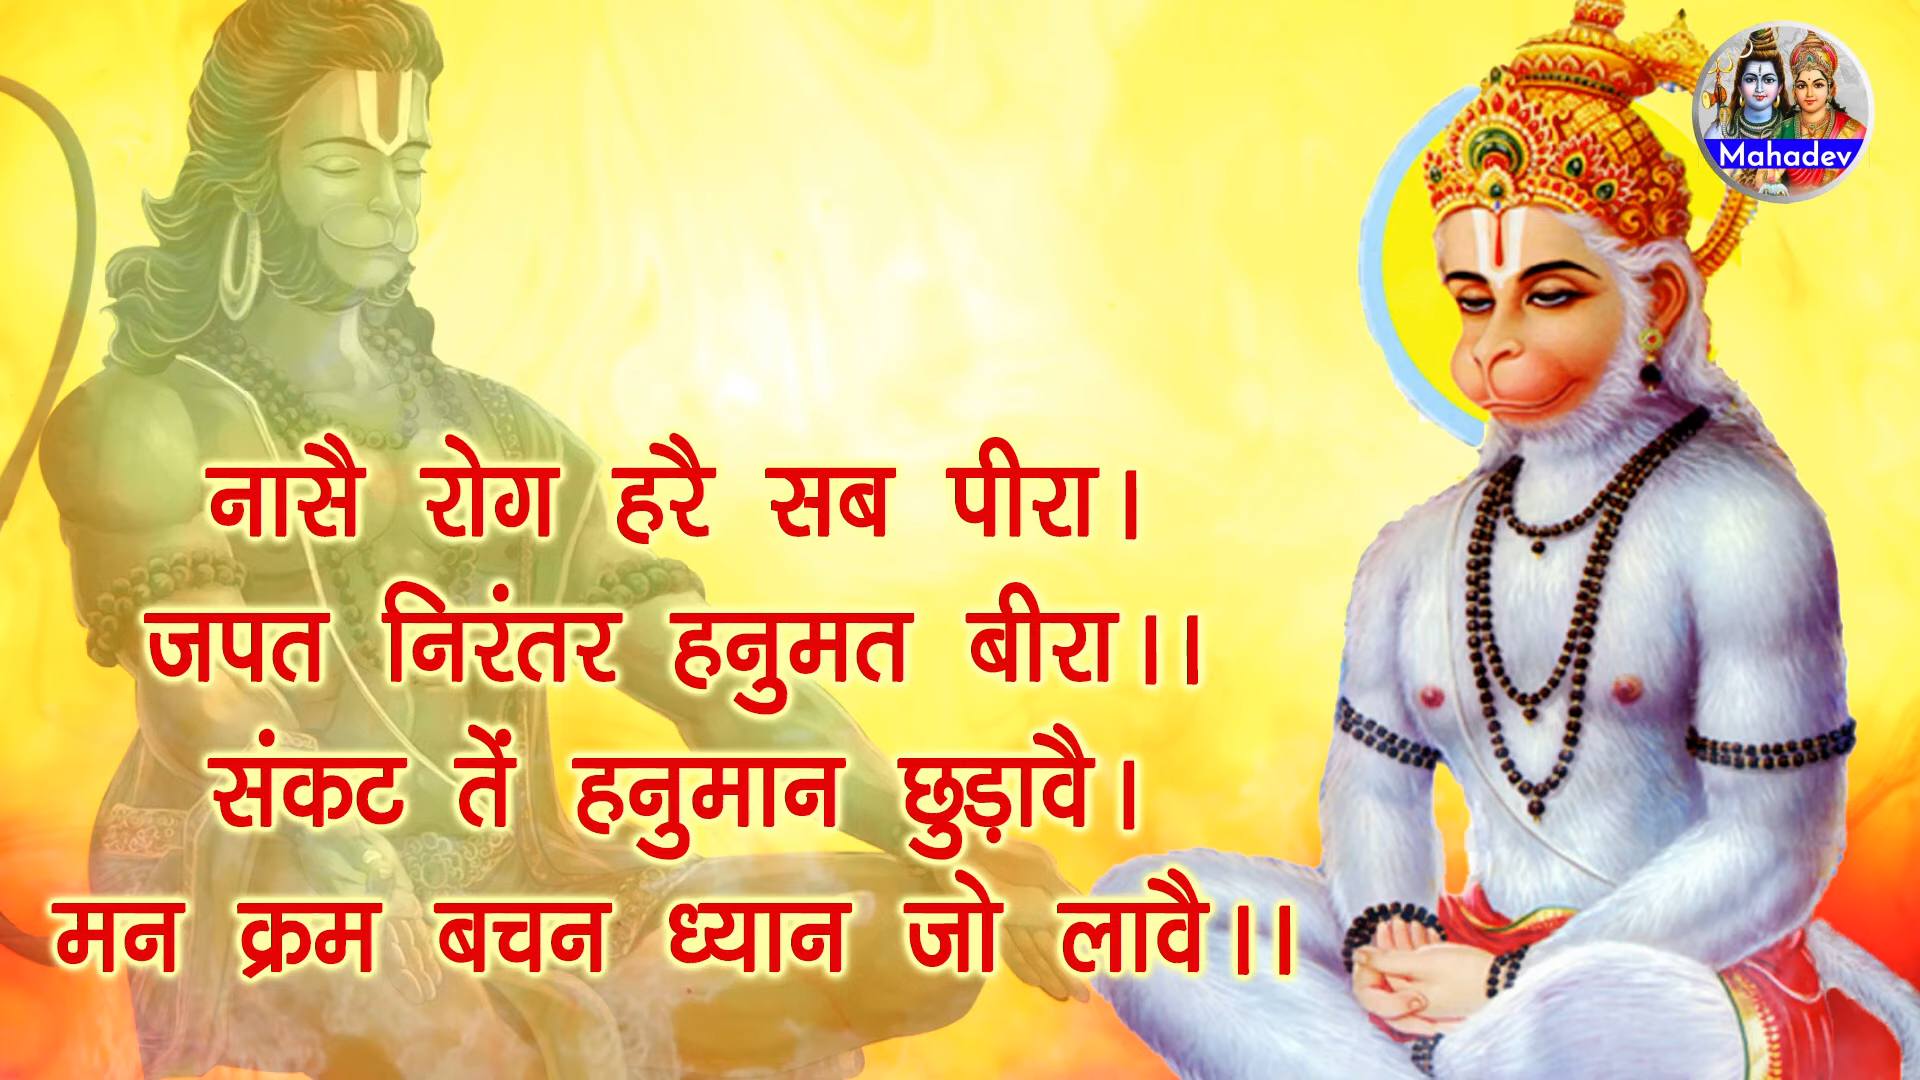 Mahadev
नासै रोग हरै सब पीरा।
जपत निरंतर हनुमत बीरा।।
संकट तें हनुमान छुड़ावै।
मन क्रम बचन ध्यान जो लावै।।